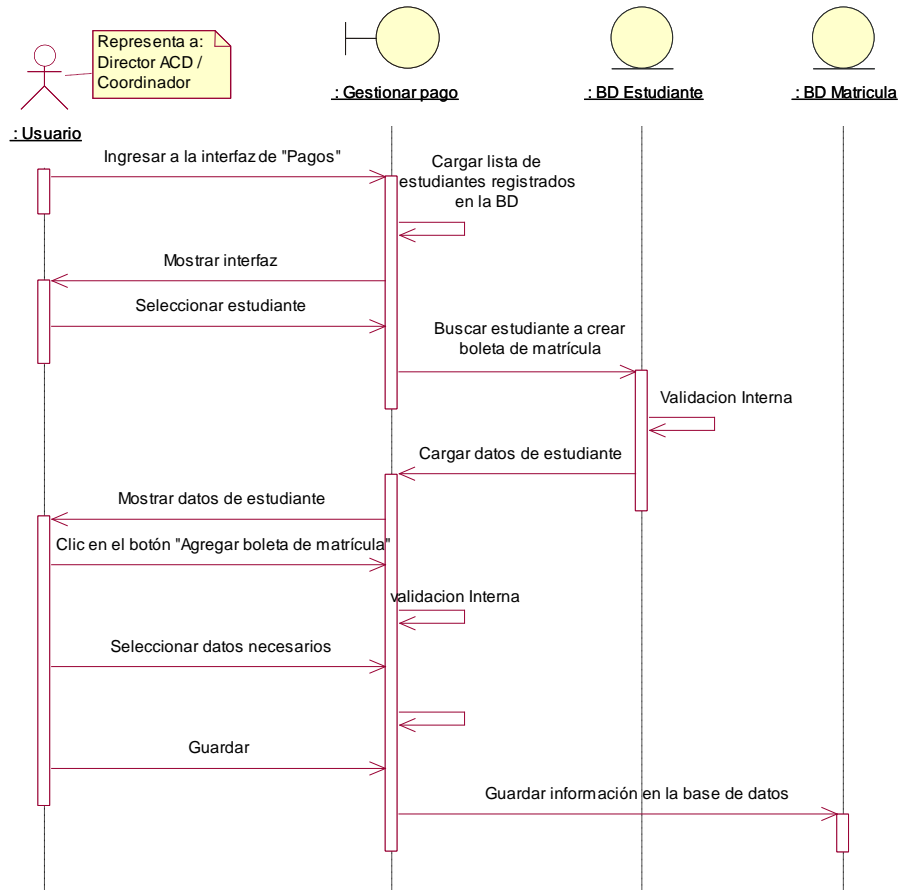 Representa a:
Director ACD /
Coordinador
: Usuario
: Gestionar pago
: BD Estudiante
: BD Matricula
Ingresar a la interfaz de "Pagos"
Cargar lista de
estudiantes registrados
en la BD
Mostrar interfaz
Seleccionar estudiante
Buscar estudiante a crear
boleta de matrícula
Validacion Interna
Cargar datos de estudiante
Mostrar datos de estudiante
Clic en el botón "Agregar boleta de matrícula"
validacion Interna
Seleccionar datos necesarios
Guardar
Guardar información en la base de datos